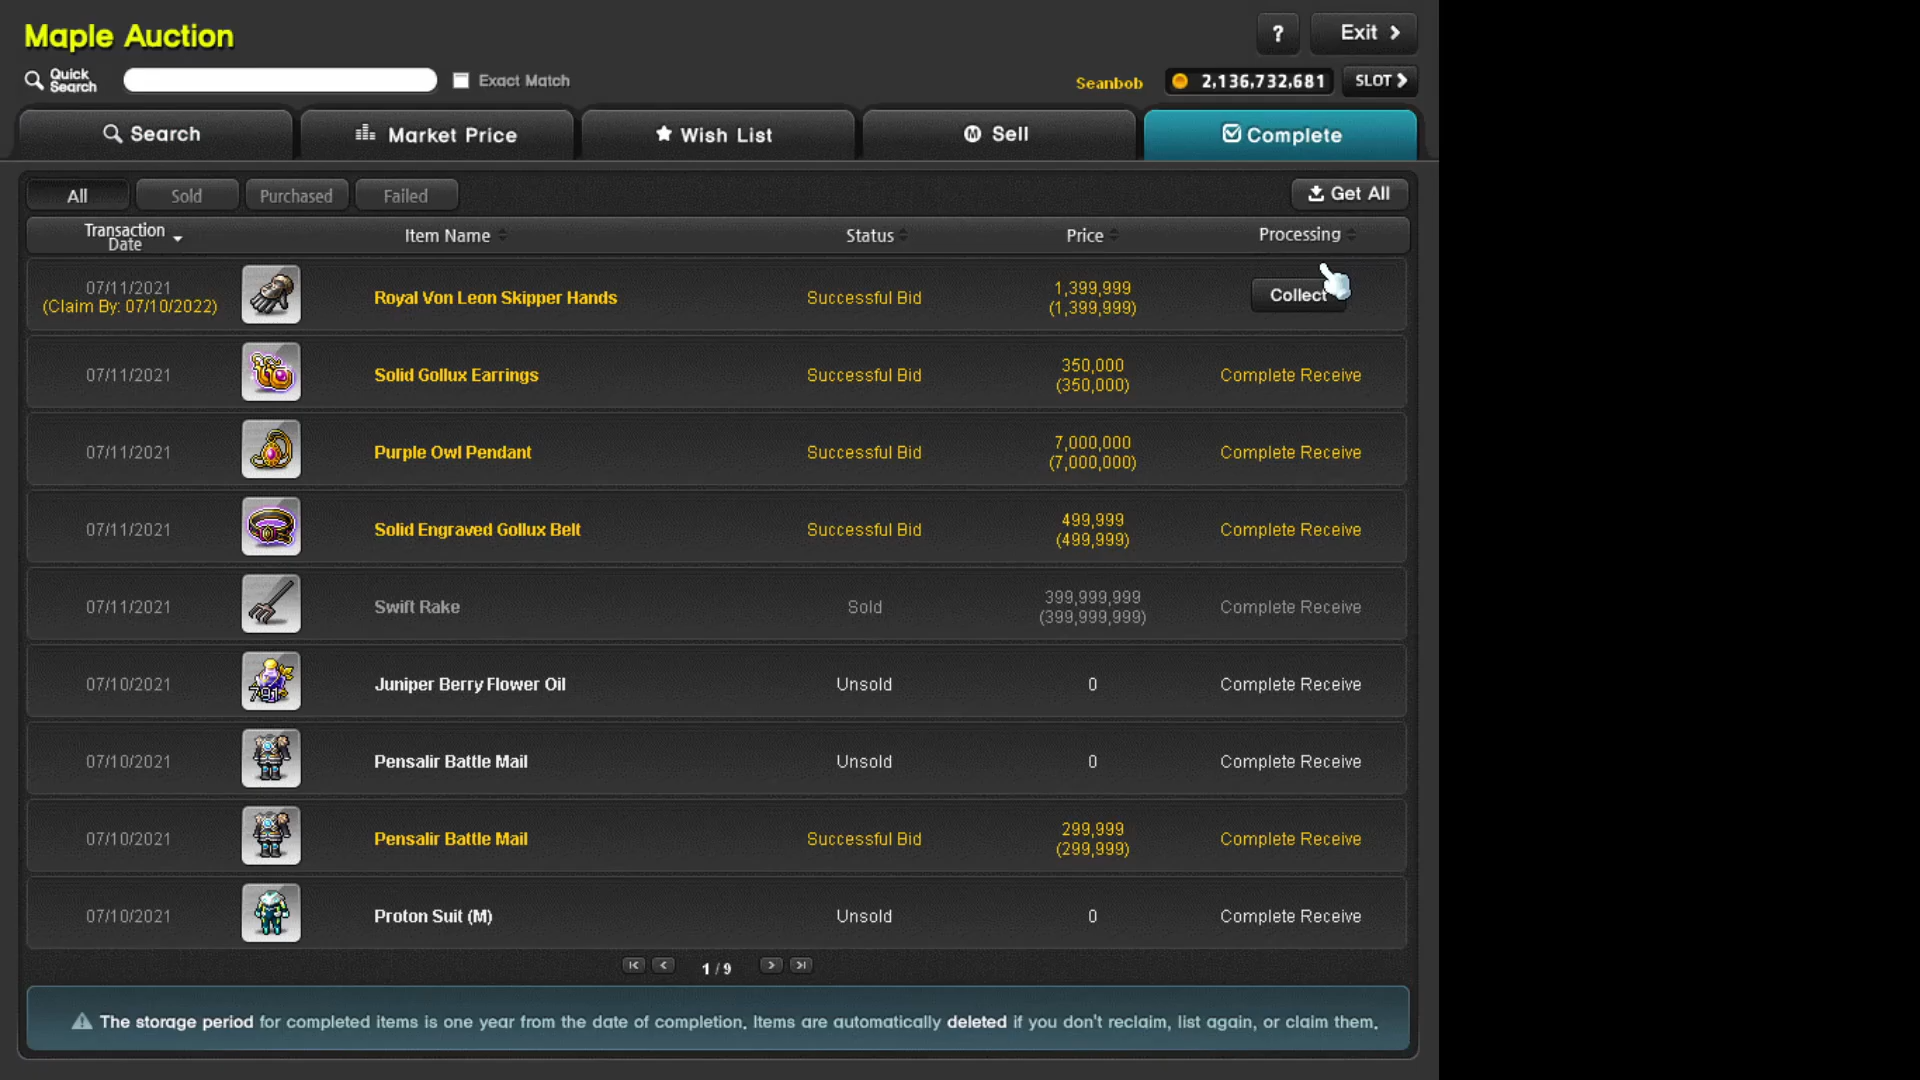 Maple Auction
?
Exit
Quick Search
Exact Match
Seanbob
2,136,732,681
SLOT
Search
Market Price
Wish List
Sell
Complete
All
Sold
Purchased
Failed
Get All
Transaction Date
Item Name
Status
Price
Processing
07/11/2021
(Claim By: 07/10/2022)
Royal Von Leon Skipper Hands
Successful Bid
1,399,999
(1,399,999)
Collect
07/11/2021
Solid Gollux Earrings
Successful Bid
350,000
(350,000)
Complete Receive
07/11/2021
Purple Owl Pendant
Successful Bid
7,000,000
(7,000,000)
Complete Receive
07/11/2021
Solid Engraved Gollux Belt
Successful Bid
499,999
(499,999)
Complete Receive
07/11/2021
Swift Rake
Sold
399,999,999
(399,999,999)
Complete Receive
07/10/2021
791
Juniper Berry Flower Oil
Unsold
0
Complete Receive
07/10/2021
Pensalir Battle Mail
Unsold
0
Complete Receive
07/10/2021
Pensalir Battle Mail
Successful Bid
299,999
(299,999)
Complete Receive
07/10/2021
Proton Suit (M)
Unsold
0
Complete Receive
1 / 9
The storage period for completed items is one year from the date of completion. Items are automatically deleted if you don't reclaim, list again, or claim them.